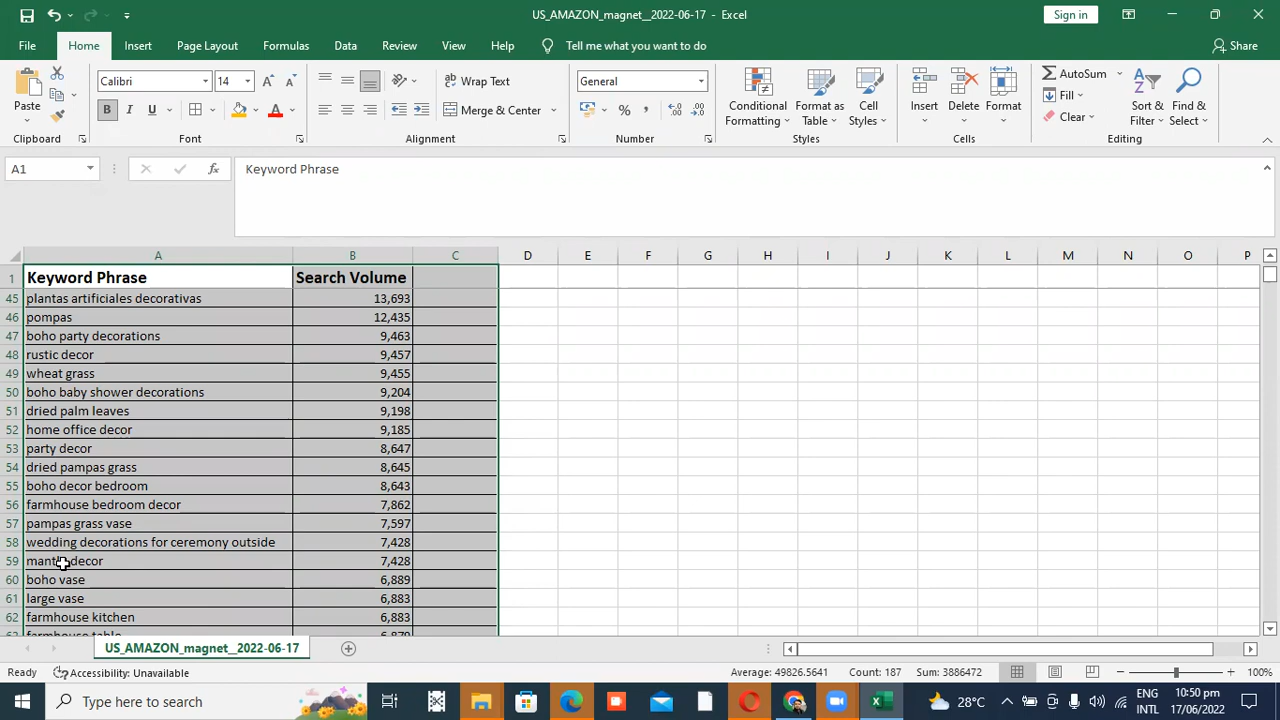 US_AMAZON_magnet__2022-06-17 - Excel
Sign in
File Home Insert Page Layout Formulas Data Review View Help Tell me what you want to do Share
Paste
Clipboard
Calibri 14
B I U
Font
Wrap Text
Merge & Center
Alignment
General
Number
Conditional Formatting
Format as Table
Cell Styles
Styles
Insert Delete Format
Cells
AutoSum
Fill
Clear
Sort & Filter
Find & Select
Editing
A1 fx Keyword Phrase
A B C D E F G H I J K L M N O P
1 Keyword Phrase Search Volume
45 plantas artificiales decorativas 13,693
46 pompas 12,435
47 boho party decorations 9,463
48 rustic decor 9,457
49 wheat grass 9,455
50 boho baby shower decorations 9,204
51 dried palm leaves 9,198
52 home office decor 9,185
53 party decor 8,647
54 dried pampas grass 8,645
55 boho decor bedroom 8,643
56 farmhouse bedroom decor 7,862
57 pampas grass vase 7,597
58 wedding decorations for ceremony outside 7,428
59 decor 7,428
60 boho vase 6,889
61 large vase 6,883
62 farmhouse kitchen 6,883
63 farmhouse table 6,879
US_AMAZON_magnet__2022-06-17
Ready Accessibility: Unavailable Average: 49826.5641 Count: 187 Sum: 3886472 100%
Type here to search
28°C
ENG
INTL
10:50 pm
17/06/2022